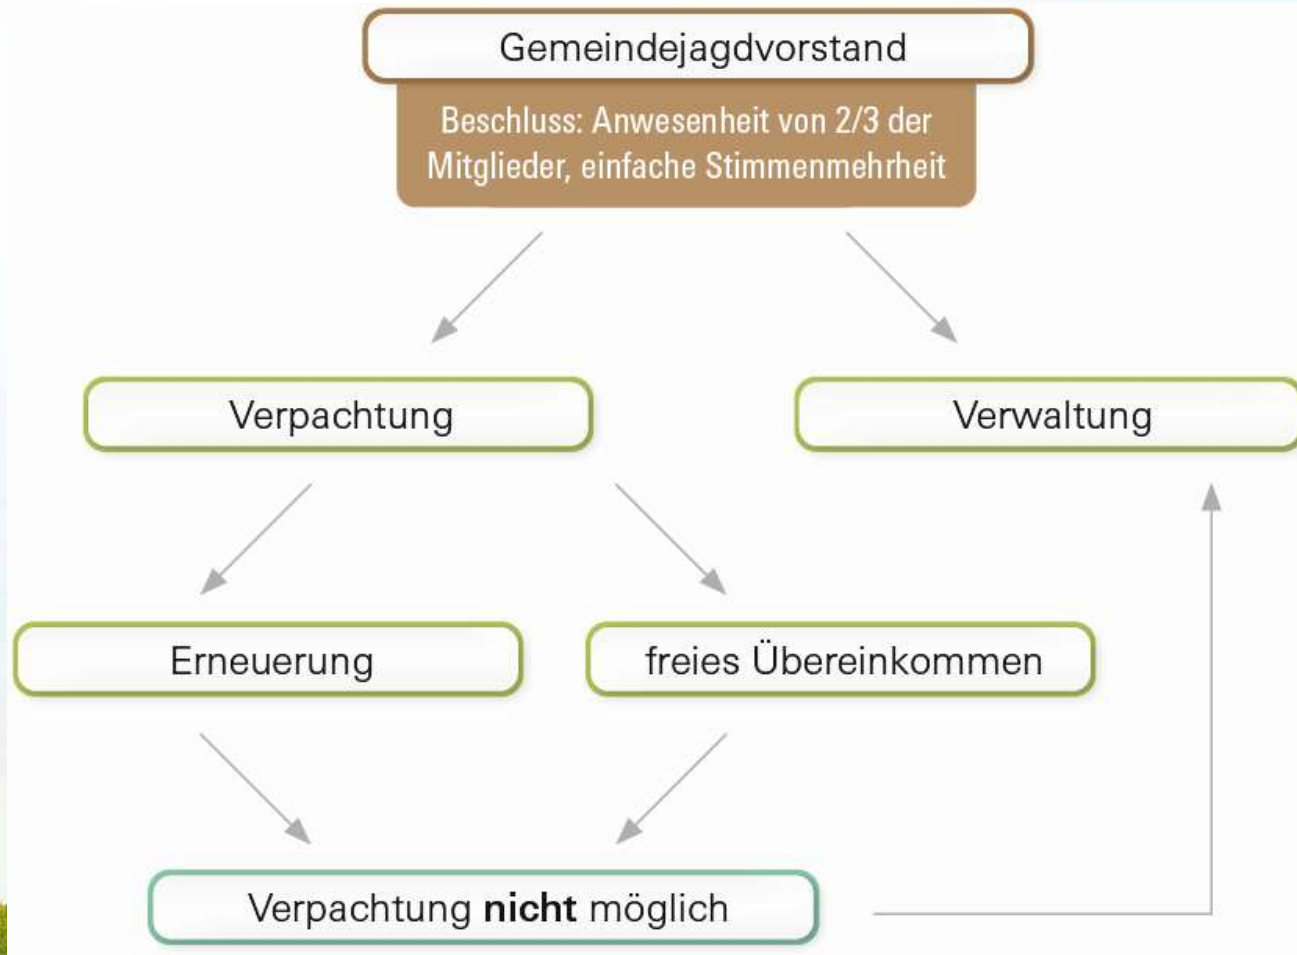 Gemeindejagdvorstand
Beschluss: Anwesenheit von 2/3 der
Mitglieder, einfache Stimmenmehrheit
Verpachtung
Verwaltung
Erneuerung
freies Übereinkommen
Verpachtung nicht möglich